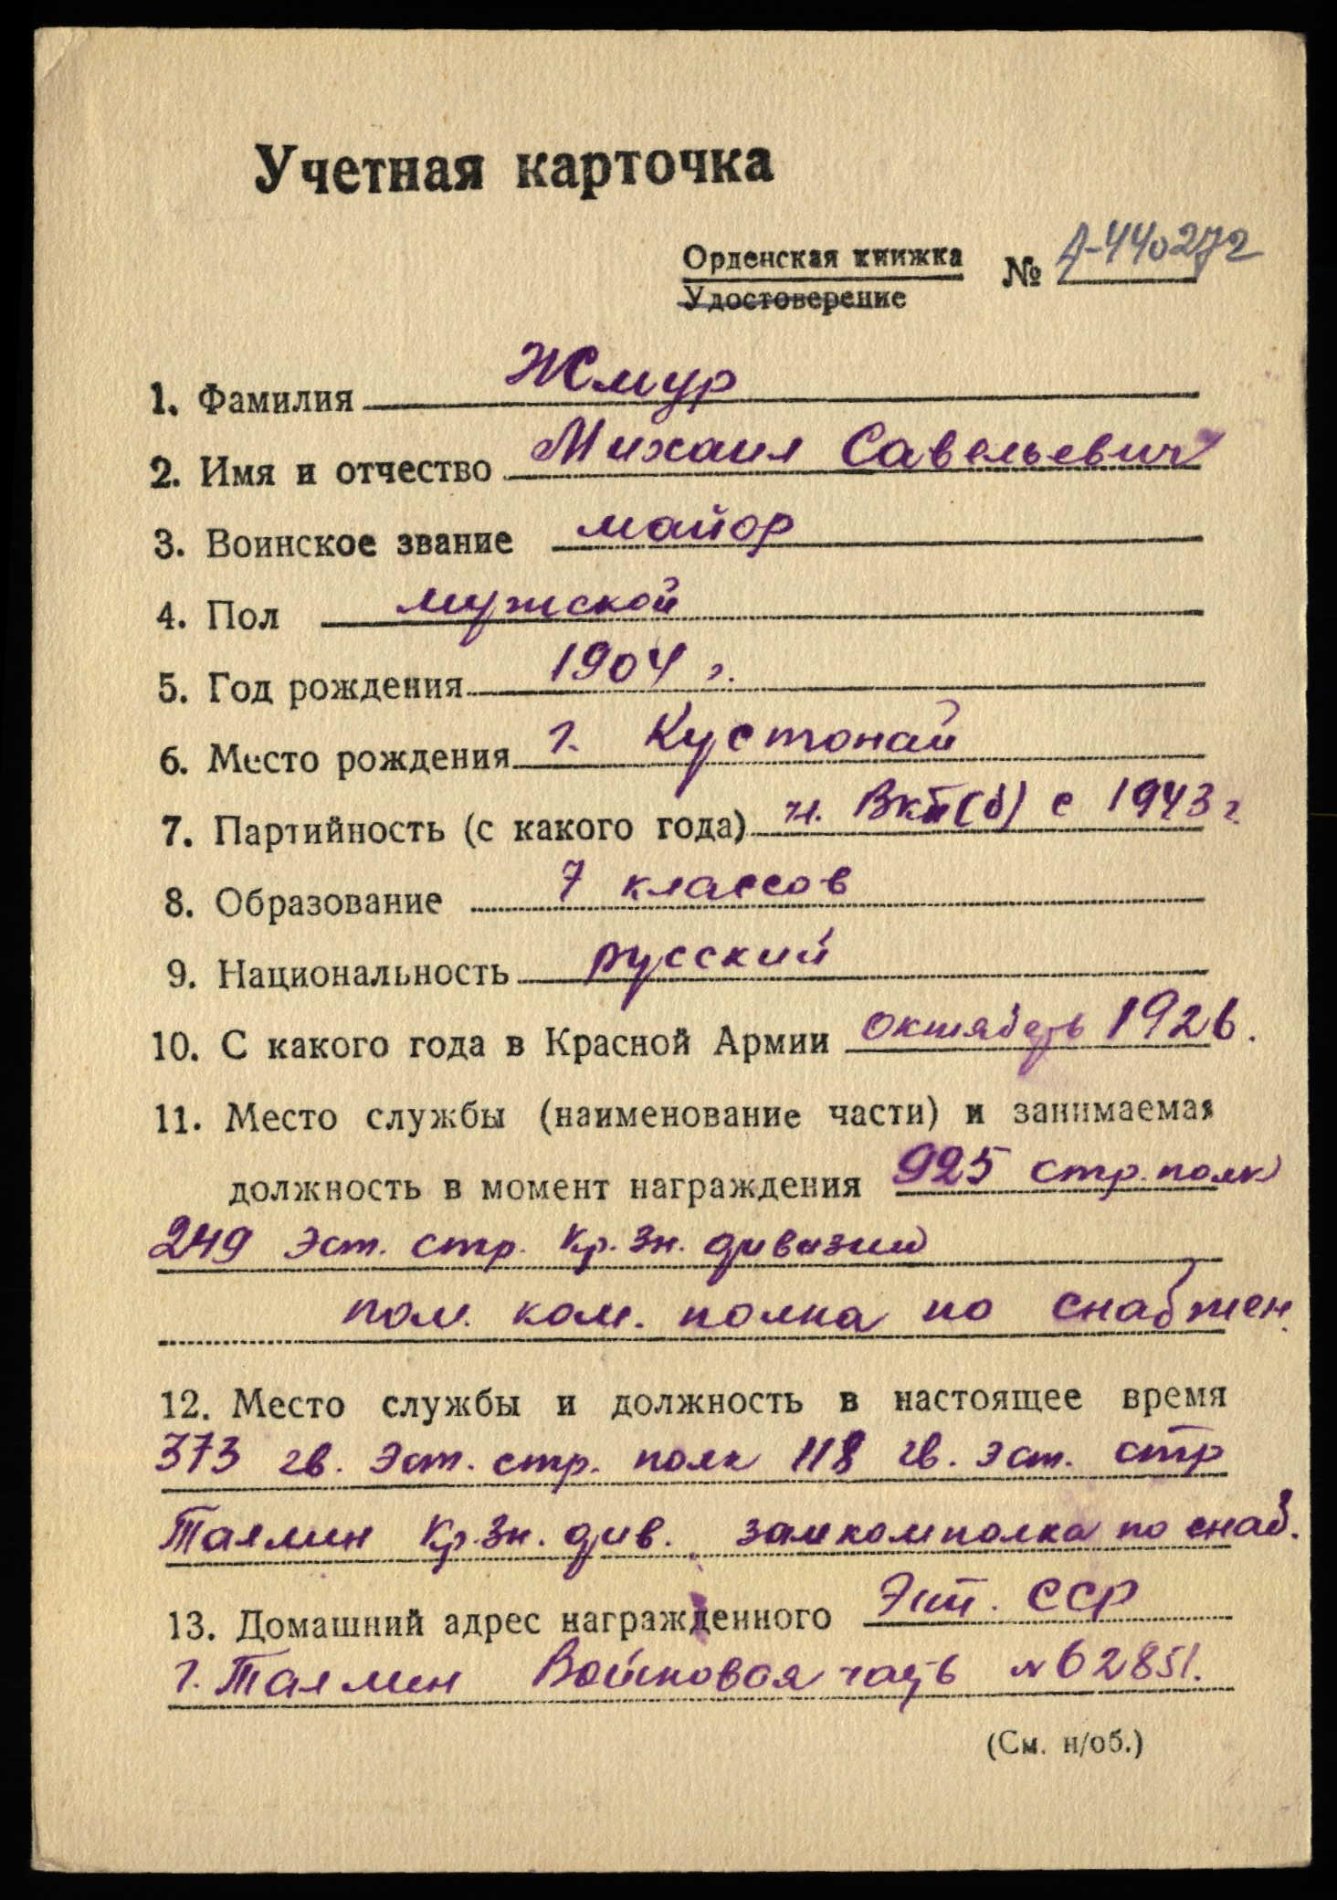 Учетная карточка
Орденская книжка
Удостоверение
№ А-440272
1. Фамилия Жмур
2. Имя и отчество Михаил Савельевич
3. Воинское звание майор
4. Пол мужской
5. Год рождения 1904 г.
6. Место рождения г. Кустонай
7. Партийность (с какого года) чл. ВКП(б) с 1943 г.
8. Образование 7 классов
9. Национальность русский
10. С какого года в Красной Армии октябрь 1926.
11. Место службы (наименование части) и занимаемая
должность в момент награждения 925 стр. полк
249 Эст. стр. Кр. Зн. дивизии
пом. ком. полка по снабжен.
12. Место службы и должность в настоящее время
373 гв. Эст. стр. полк 118 гв. эст. стр
Таллин Кр. Зн. див. замкомполка по снаб.
13. Домашний адрес награжденного Эст. ССР
г. Таллин Войсковая часть № 62851.
(См. н/об.)